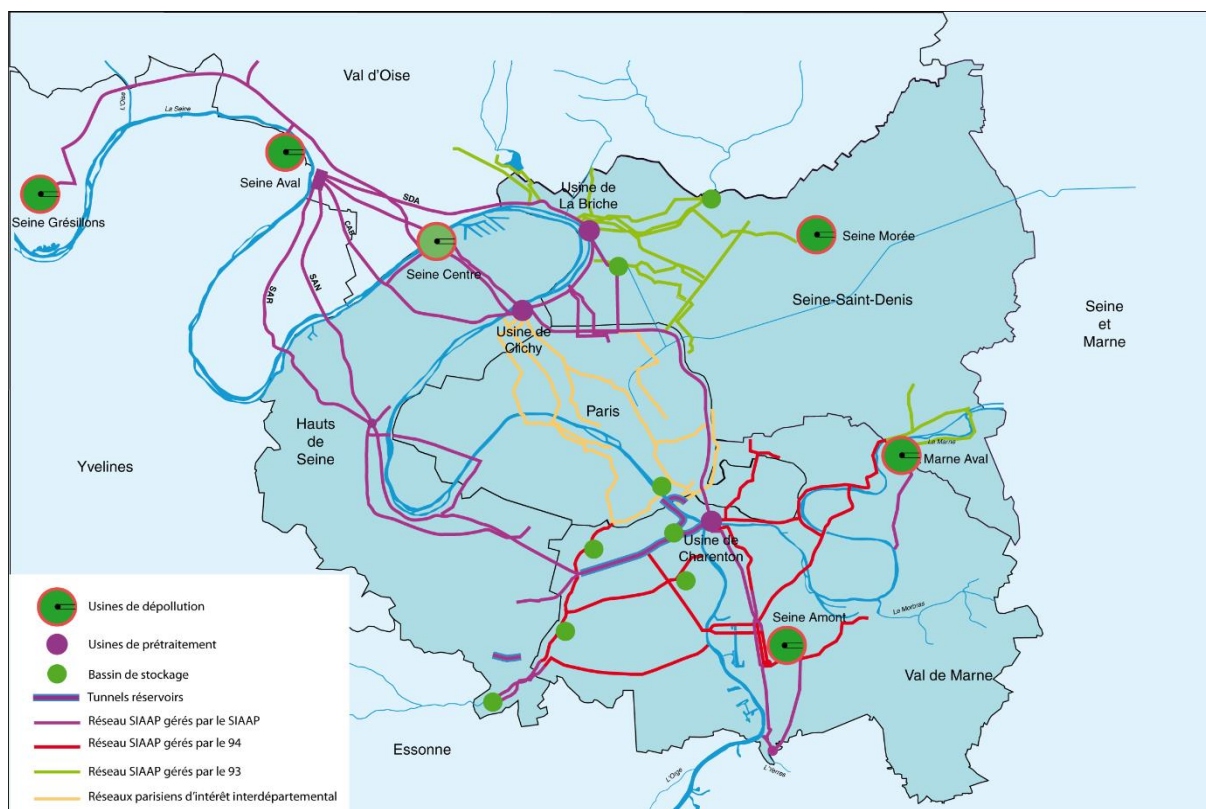 Val d'Oise
L'Oise
La Seine
Seine Aval
Seine Grésillons
SDA
Usine de
La Briche
CAB
Seine Centre
Seine Morée
SAR
SAN
Seine-Saint-Denis
Seine
et
Marne
Usine de
Clichy
Paris
Hauts
de
Seine
Yvelines
La Marne
Marne Aval
Usine de
Charenton
La Morbras
Seine Amont
Val de Marne
Essonne
L'Orge
L'Yerres
Usines de dépollution
Usines de prétraitement
Bassin de stockage
Tunnels réservoirs
Réseau SIAAP gérés par le SIAAP
Réseau SIAAP gérés par le 94
Réseau SIAAP gérés par le 93
Réseaux parisiens d'intérêt interdépartemental